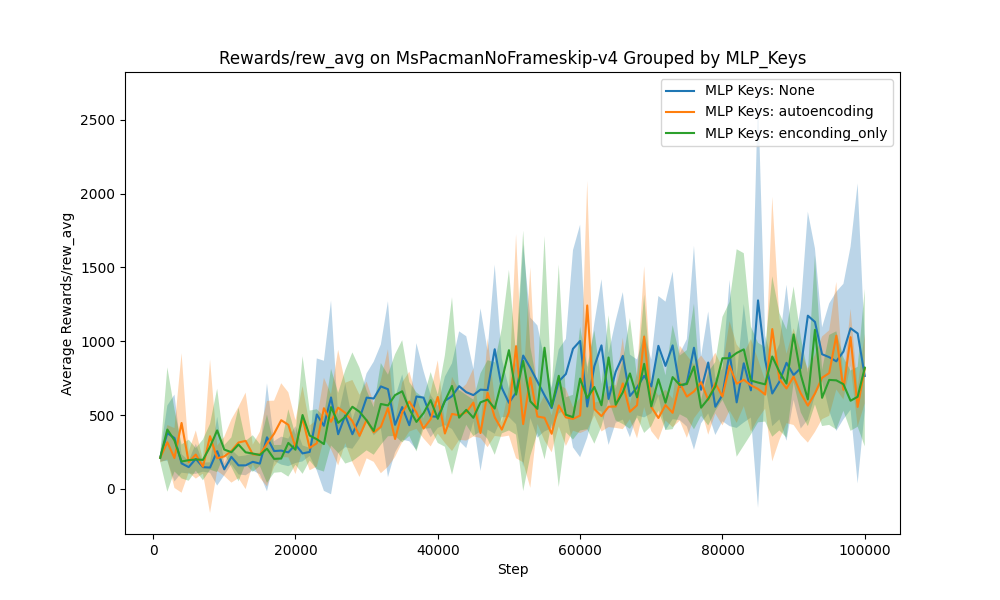 Rewards/rew_avg on MsPacmanNoFrameskip-v4 Grouped by MLP_Keys
MLP Keys: None
MLP Keys: autoencoding
MLP Keys: enconding_only
Average Rewards/rew_avg
2500
2000
1500
1000
500
0
0 20000 40000 60000 80000 100000
Step